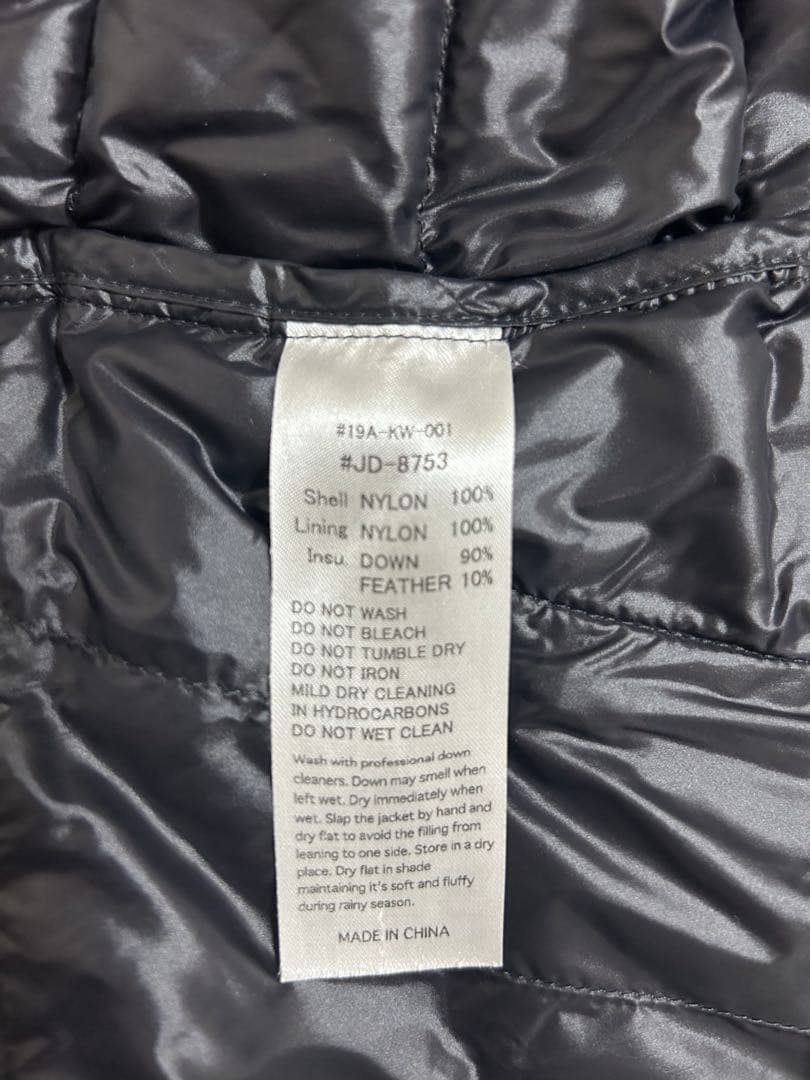 #19A-KW-001
#JD-8753
Shell NYLON 100%
Lining NYLON 100%
Insu. DOWN 90%
FEATHER 10%
DO NOT WASH
DO NOT BLEACH
DO NOT TUMBLE DRY
DO NOT IRON
MILD DRY CLEANING
IN HYDROCARBONS
DO NOT WET CLEAN
Wash with professional down
cleaners. Down may smell when
left wet. Dry immediately when
wet. Slap the jacket by hand and
dry flat to avoid the filling from
leaning to one side. Store in a dry
place. Dry flat in shade
maintaining it's soft and fluffy
during rainy season.
MADE IN CHINA